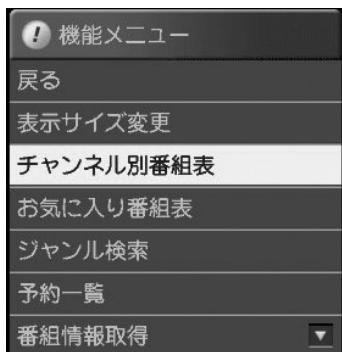 機能メニュー
戻る
表示サイズ変更
チャンネル別番組表
お気に入り番組表
ジャンル検索
予約一覧
番組情報取得